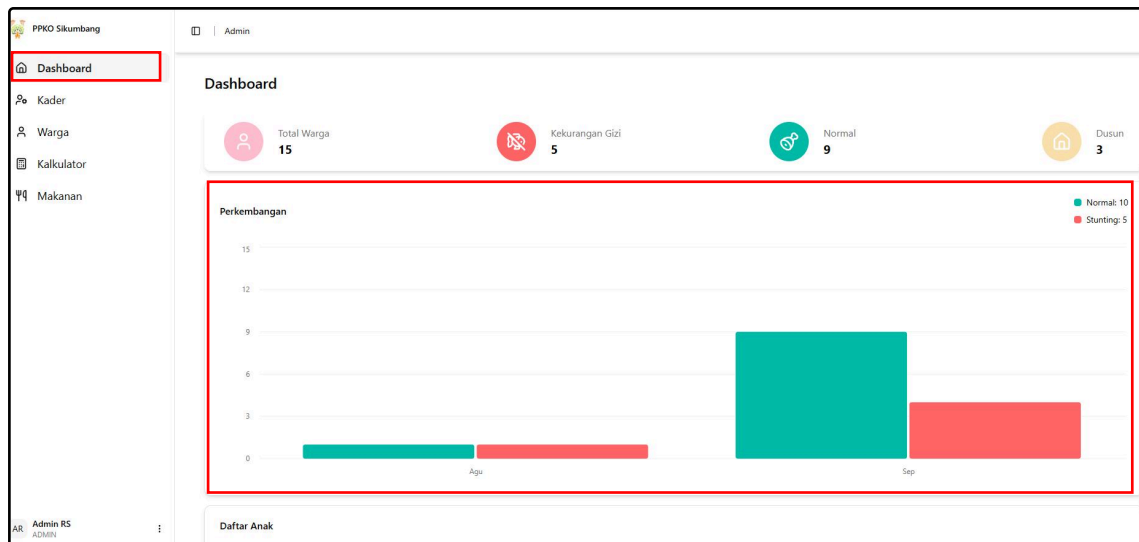 PPKO Sikumbang
Admin
Dashboard
Kader
Warga
Kalkulator
Makanan
Admin RS
AR
ADMIN
Dashboard
Total Warga
15
Kekurangan Gizi
5
Normal
9
Dusun
3
Perkembangan
Normal: 10
Stunting: 5
15
12
9
6
3
0
Agu
Sep
Daftar Anak